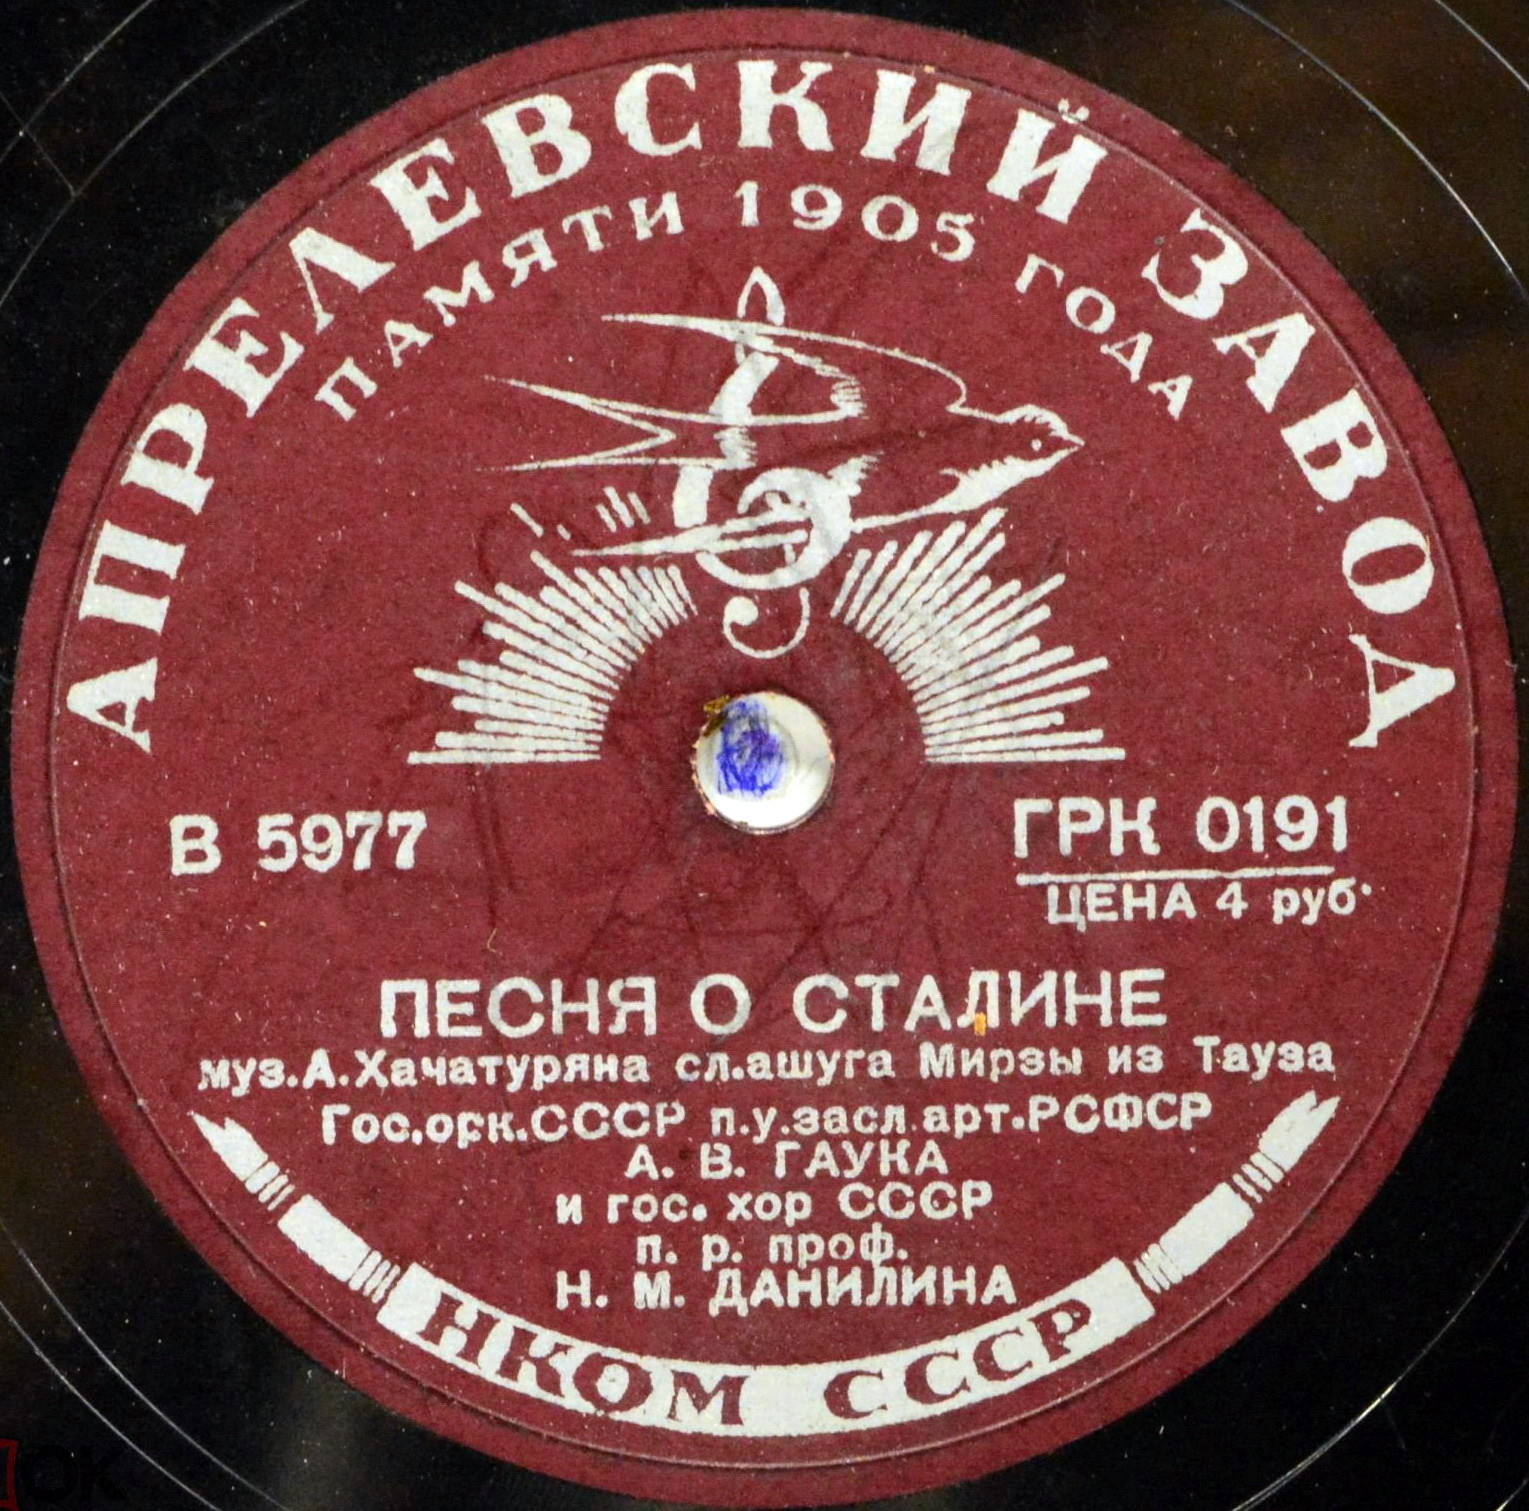 АПРЕЛЕВСКИЙ ЗАВОД
ПАМЯТИ 1905 ГОДА
В 5977
ГРК 0191
ЦЕНА 4 руб.
ПЕСНЯ О СТАЛИНЕ
муз.А.Хачатуряна сл.ашуга Мирзы из Тауза
Гос.орк.СССР п.у.засл.арт.РСФСР
А. В. ГАУКА
и гос. хор СССР
п. р. проф.
Н. М. ДАНИЛИНА
НКОМ СССР